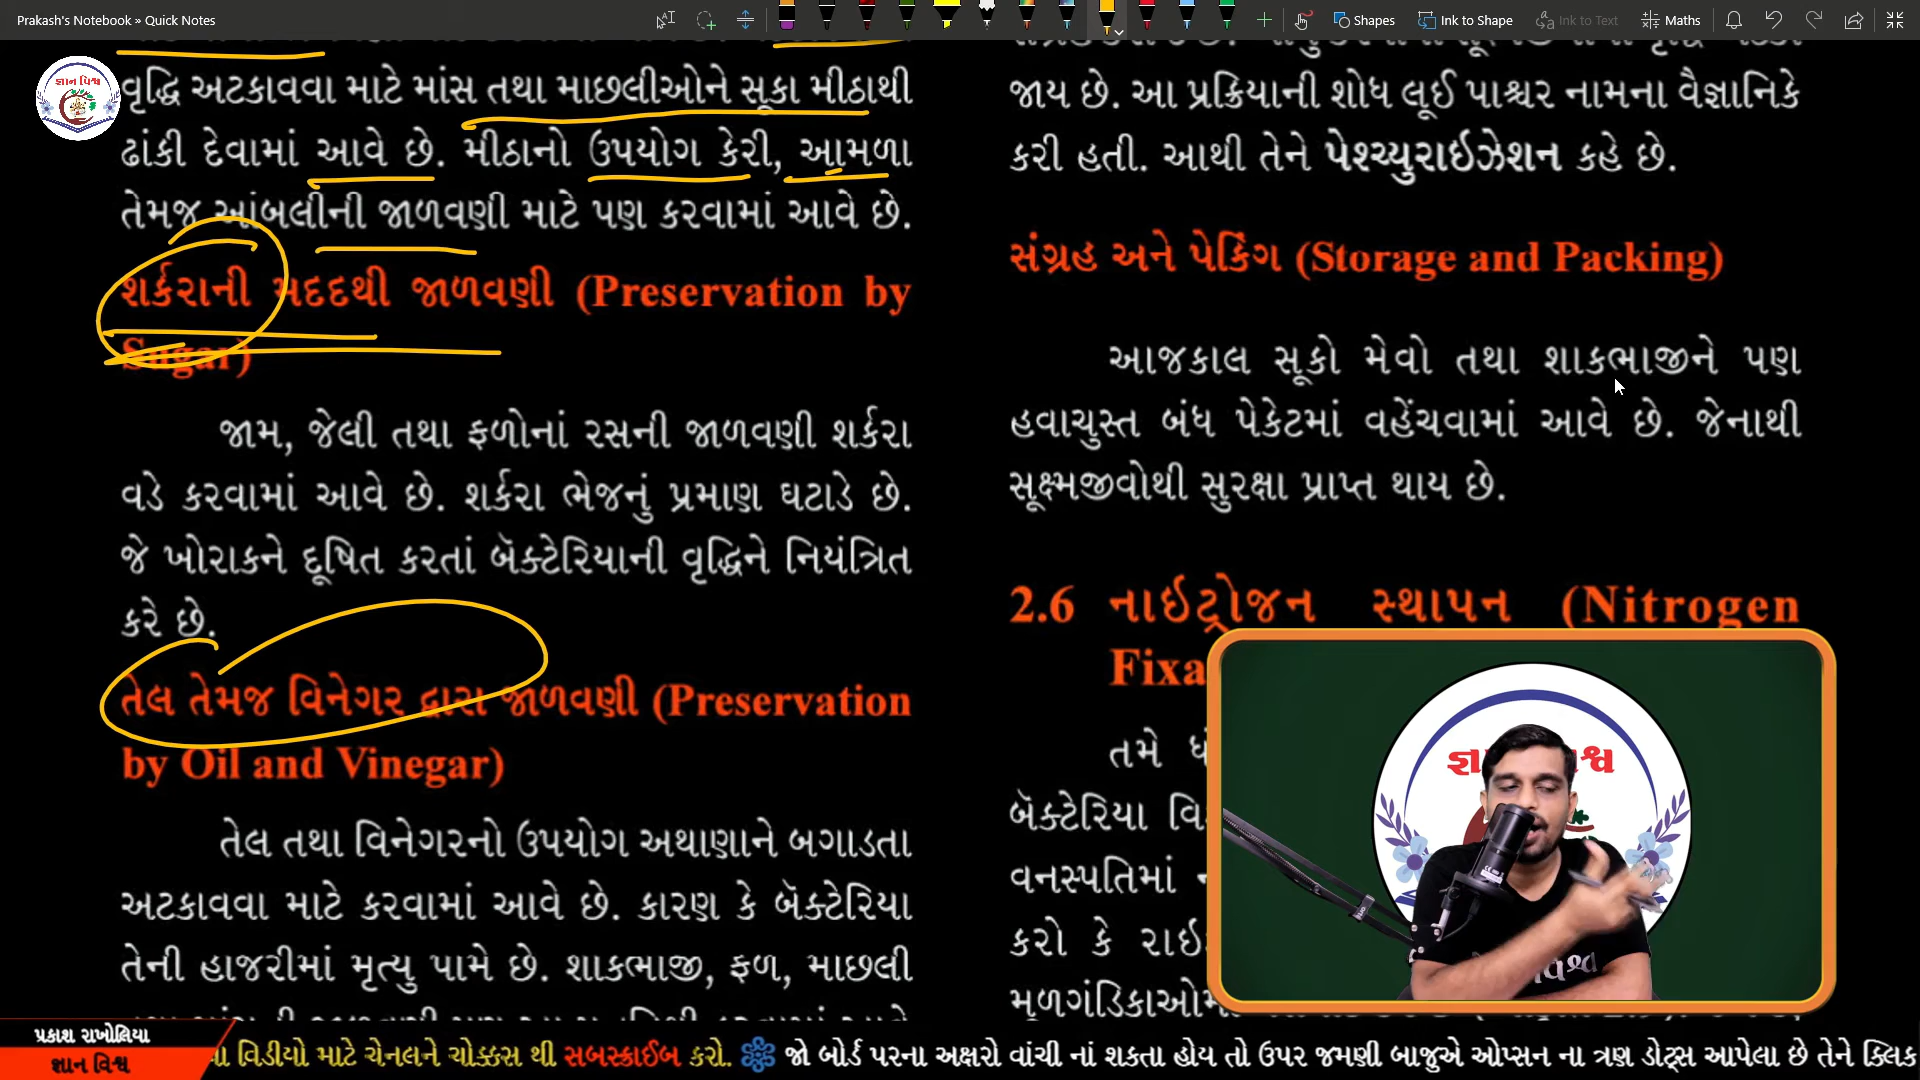 Prakash's Notebook » Quick Notes
Shapes
Ink to Shape
Ink to Text
Maths
જ્ઞાન વિશ્વ
વૃદ્ધિ અટકાવવા માટે માંસ તથા માછલીઓને સૂકા મીઠાથી
ઢાંકી દેવામાં આવે છે. મીઠાનો ઉપયોગ કેરી, આમળા
તેમજ આંબલીની જાળવણી માટે પણ કરવામાં આવે છે.
શર્કરાની મદદથી જાળવણી (Preservation by
Sugar)
જામ, જેલી તથા ફળોનાં રસની જાળવણી શર્કરા
વડે કરવામાં આવે છે. શર્કરા ભેજનું પ્રમાણ ઘટાડે છે.
જે ખોરાકને દૂષિત કરતાં બૅક્ટેરિયાની વૃદ્ધિને નિયંત્રિત
કરે છે.
તેલ તેમજ વિનેગર દ્વારા જાળવણી (Preservation
by Oil and Vinegar)
તેલ તથા વિનેગરનો ઉપયોગ અથાણાને બગાડતા
અટકાવવા માટે કરવામાં આવે છે. કારણ કે બૅક્ટેરિયા
તેની હાજરીમાં મૃત્યુ પામે છે. શાકભાજી, ફળ, માછલી
જાય છે. આ પ્રક્રિયાની શોધ લૂઈ પાશ્ચર નામના વૈજ્ઞાનિકે
કરી હતી. આથી તેને પેશ્ચ્યુરાઇઝેશન કહે છે.
સંગ્રહ અને પેકિંગ (Storage and Packing)
આજકાલ સૂકો મેવો તથા શાકભાજીને પણ
હવાચુસ્ત બંધ પેકેટમાં વહેંચવામાં આવે છે. જેનાથી
સૂક્ષ્મજીવોથી સુરક્ષા પ્રાપ્ત થાય છે.
2.6 નાઇટ્રોજન સ્થાપન (Nitrogen
તમે
બૅક્ટેરિયા
વનસ્પતિમાં
કરો કે
પ્રકાશ રાખોલિયા
જ્ઞાન વિશ્વ
વિડીયો માટે ચેનલને ચોક્કસ થી સબસ્ક્રાઈબ કરો. જો બોર્ડ પરના અક્ષરો વાંચી નાં શકતા હોય તો ઉપર જમણી બાજુએ ઓપ્સન ના ત્રણ ડોટ્સ આપેલા છે તેને ક્લિક